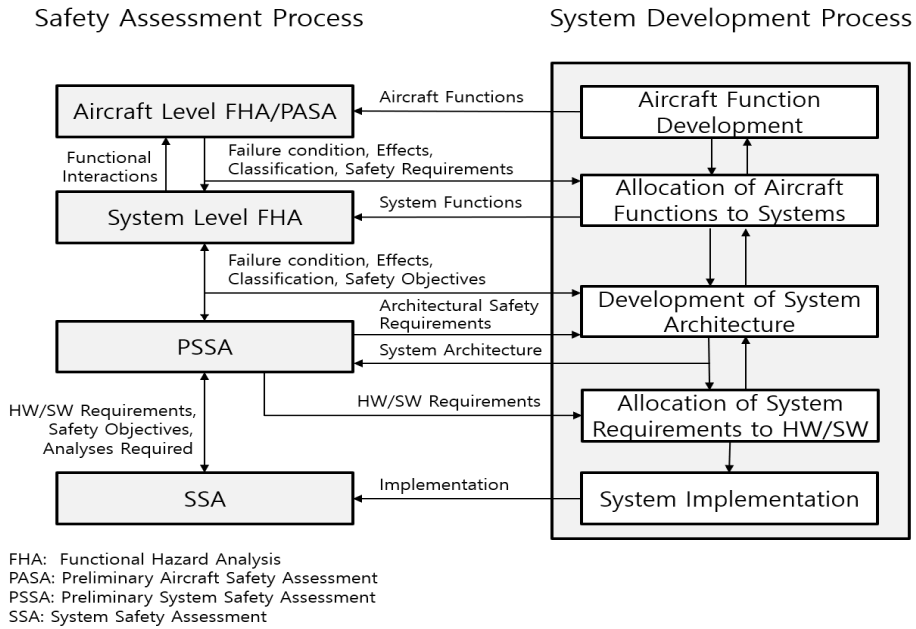 Safety Assessment Process
System Development Process
Aircraft Level FHA/PASA
Aircraft Functions
Aircraft Function
Development
Functional
Interactions
Failure condition, Effects,
Classification, Safety Requirements
Allocation of Aircraft
Functions to Systems
System Level FHA
System Functions
Failure condition, Effects,
Classification, Safety Objectives
Development of System
Architecture
Architectural Safety
Requirements
PSSA
System Architecture
HW/SW Requirements
Allocation of System
Requirements to HW/SW
HW/SW Requirements,
Safety Objectives,
Analyses Required
SSA
Implementation
System Implementation
FHA: Functional Hazard Analysis
PASA: Preliminary Aircraft Safety Assessment
PSSA: Preliminary System Safety Assessment
SSA: System Safety Assessment